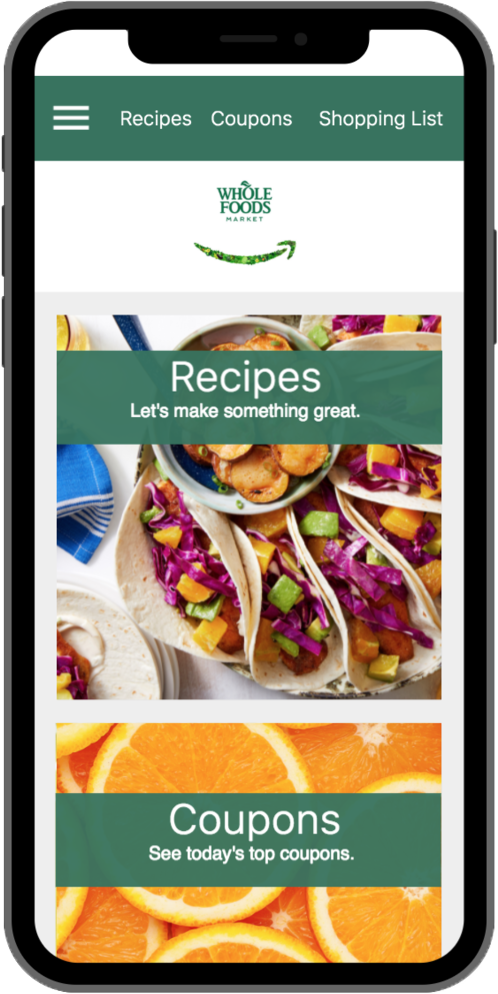 Recipes Coupons Shopping List
WHOLE
FOODS
MARKET
Recipes
Let's make something great.
Coupons
See today's top coupons.